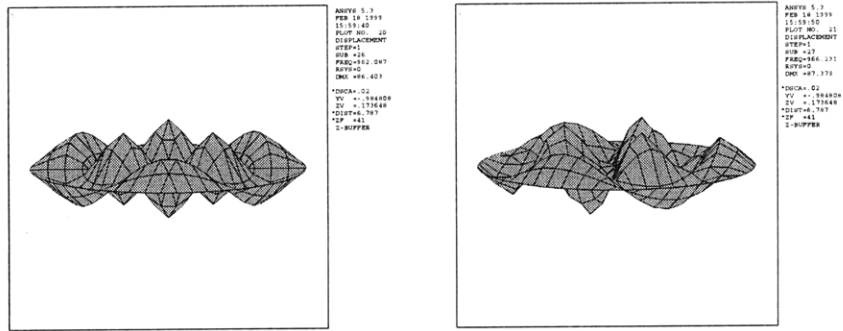 ANSYS 5.3
FEB 18 1999
15:59:40
PLOT NO. 20
DISPLACEMENT
STEP=1
SUB =26
FREQ=962.087
RSYS=0
DMX =86.403
*DSCA=.02
YV =-.984808
ZV =.173648
*DIST=6.787
*ZF =41
Z-BUFFER
ANSYS 5.3
FEB 18 1999
15:59:50
PLOT NO. 21
DISPLACEMENT
STEP=1
SUB =27
FREQ=966.231
RSYS=0
DMX =87.379
*DSCA=.02
YV =-.984808
ZV =.173648
*DIST=6.787
*ZF =41
Z-BUFFER